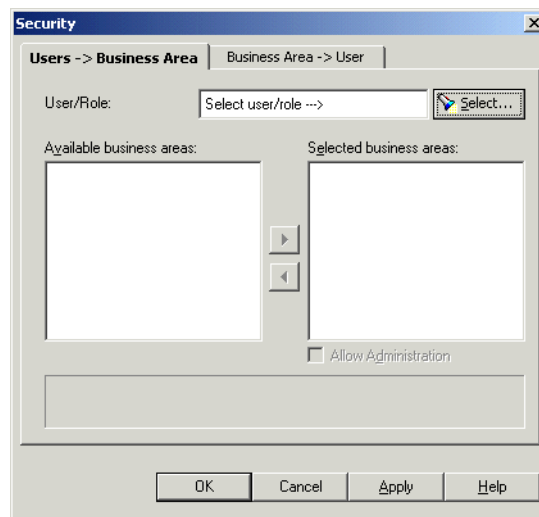 Security
Users -> Business Area
Business Area -> User
User/Role:
Select user/role --->
Select...
Available business areas:
Selected business areas:
Allow Administration
OK
Cancel
Apply
Help